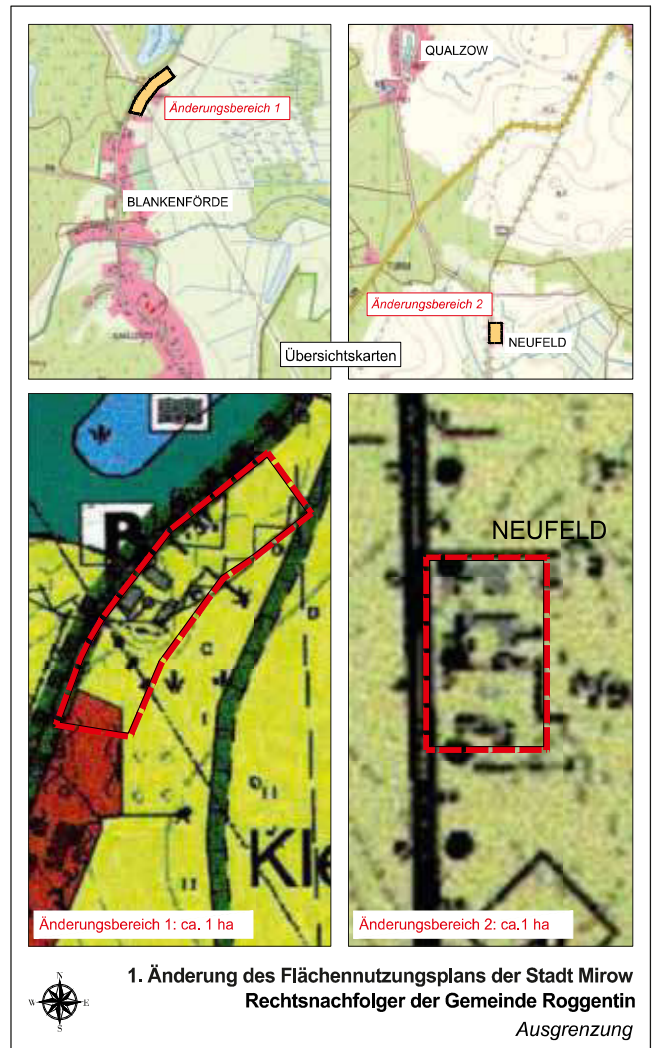 Änderungsbereich 1
BLANKENFÖRDE
QUALZOW
Änderungsbereich 2
NEUFELD
Übersichtskarten
R
Kle
Änderungsbereich 1: ca. 1 ha
NEUFELD
Änderungsbereich 2: ca.1 ha
N
W E
S
1. Änderung des Flächennutzungsplans der Stadt Mirow
Rechtsnachfolger der Gemeinde Roggentin
Ausgrenzung